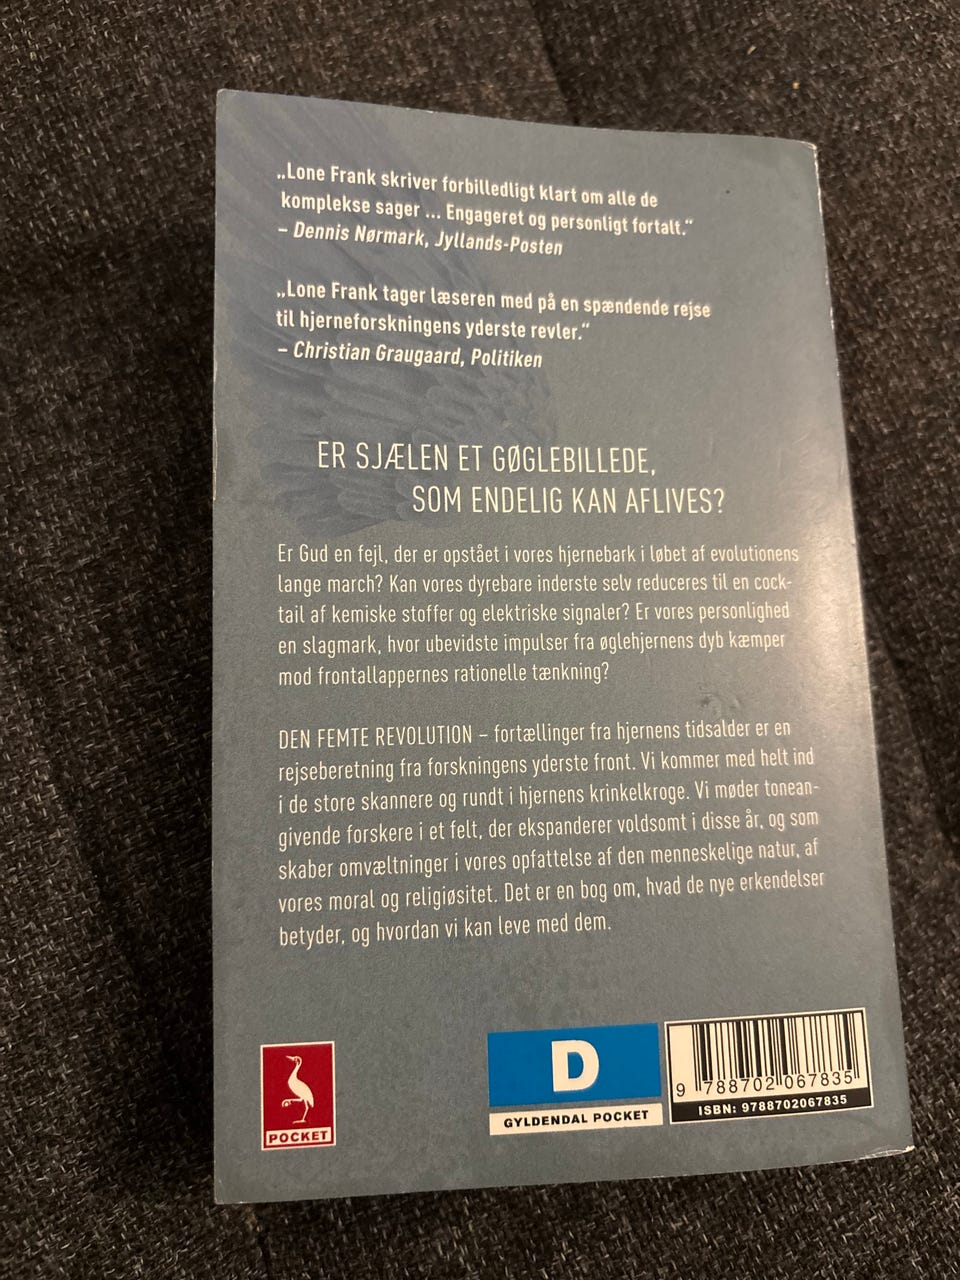 „Lone Frank skriver forbilledligt klart om alle de
komplekse sager ... Engageret og personligt fortalt.“
– Dennis Nørmark, Jyllands-Posten
„Lone Frank tager læseren med på en spændende rejse
til hjerneforskningens yderste revler.“
– Christian Graugaard, Politiken
ER SJÆLEN ET GØGLEBILLEDE,
SOM ENDELIG KAN AFLIVES?
Er Gud en fejl, der er opstået i vores hjernebark i løbet af evolutionens
lange march? Kan vores dyrebare inderste selv reduceres til en cock-
tail af kemiske stoffer og elektriske signaler? Er vores personlighed
en slagmark, hvor ubevidste impulser fra øglehjernens dyb kæmper
mod frontallappernes rationelle tænkning?
DEN FEMTE REVOLUTION – fortællinger fra hjernens tidsalder er en
rejseberetning fra forskningens yderste front. Vi kommer med helt ind
i de store skannere og rundt i hjernens krinkelkroge. Vi møder tonean-
givende forskere i et felt, der ekspanderer voldsomt i disse år, og som
skaber omvæltninger i vores opfattelse af den menneskelige natur, af
vores moral og religiøsitet. Det er en bog om, hvad de nye erkendelser
betyder, og hvordan vi kan leve med dem.
POCKET
D
GYLDENDAL POCKET
9 788702 067835
ISBN: 9788702067835